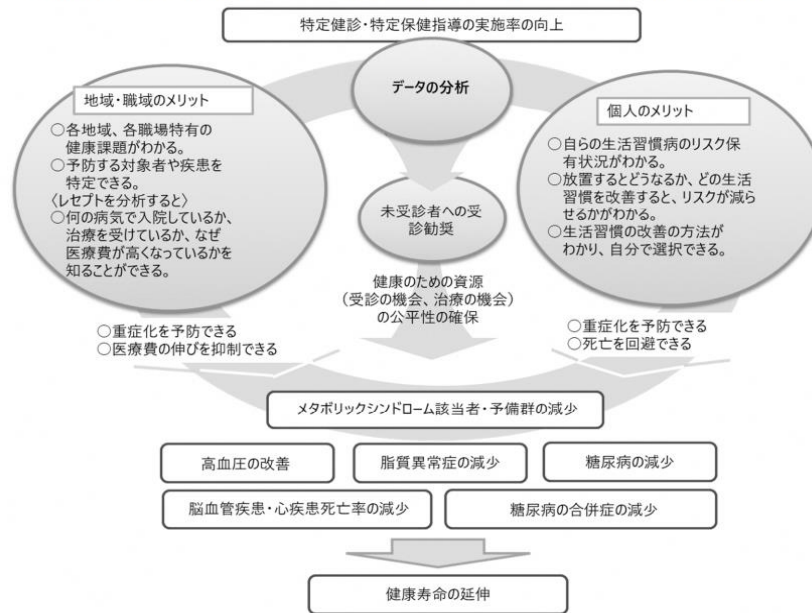 特定健診・特定保健指導の実施率の向上
データの分析
地域・職域のメリット
○各地域、各職場特有の
健康課題がわかる。
○予防する対象者や疾患を
特定できる。
〈レセプトを分析すると〉
○何の病気で入院しているか、
治療を受けているか、なぜ
医療費が高くなっているかを
知ることができる。
個人のメリット
○自らの生活習慣病のリスク保
有状況がわかる。
○放置するとどうなるか、どの生活
習慣を改善すると、リスクが減ら
せるかがわかる。
○生活習慣の改善の方法が
わかり、自分で選択できる。
未受診者への受
診勧奨
健康のための資源
(受診の機会、治療の機会)
の公平性の確保
○重症化を予防できる
○医療費の伸びを抑制できる
○重症化を予防できる
○死亡を回避できる
メタボリックシンドローム該当者・予備群の減少
高血圧の改善
脂質異常症の減少
糖尿病の減少
脳血管疾患・心疾患死亡率の減少
糖尿病の合併症の減少
健康寿命の延伸